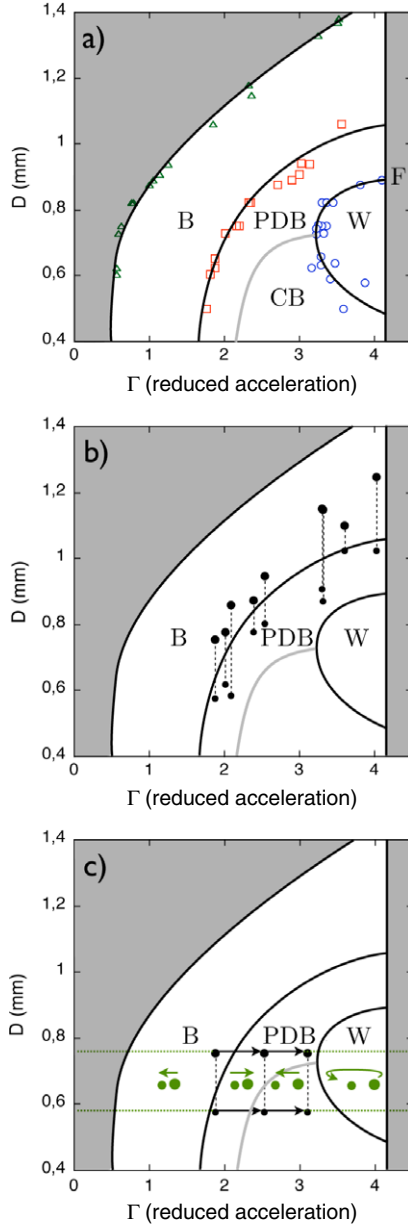 a)
1,4
1,2
1
0,8
0,6
0,4
D (mm)
B
PDB
W
F
CB
0
1
2
3
4
Γ (reduced acceleration)
b)
1,4
1,2
1
0,8
0,6
0,4
D (mm)
B
PDB
W
0
1
2
3
4
Γ (reduced acceleration)
c)
1,4
1,2
1
0,8
0,6
0,4
D (mm)
B
PDB
W
0
1
2
3
4
Γ (reduced acceleration)